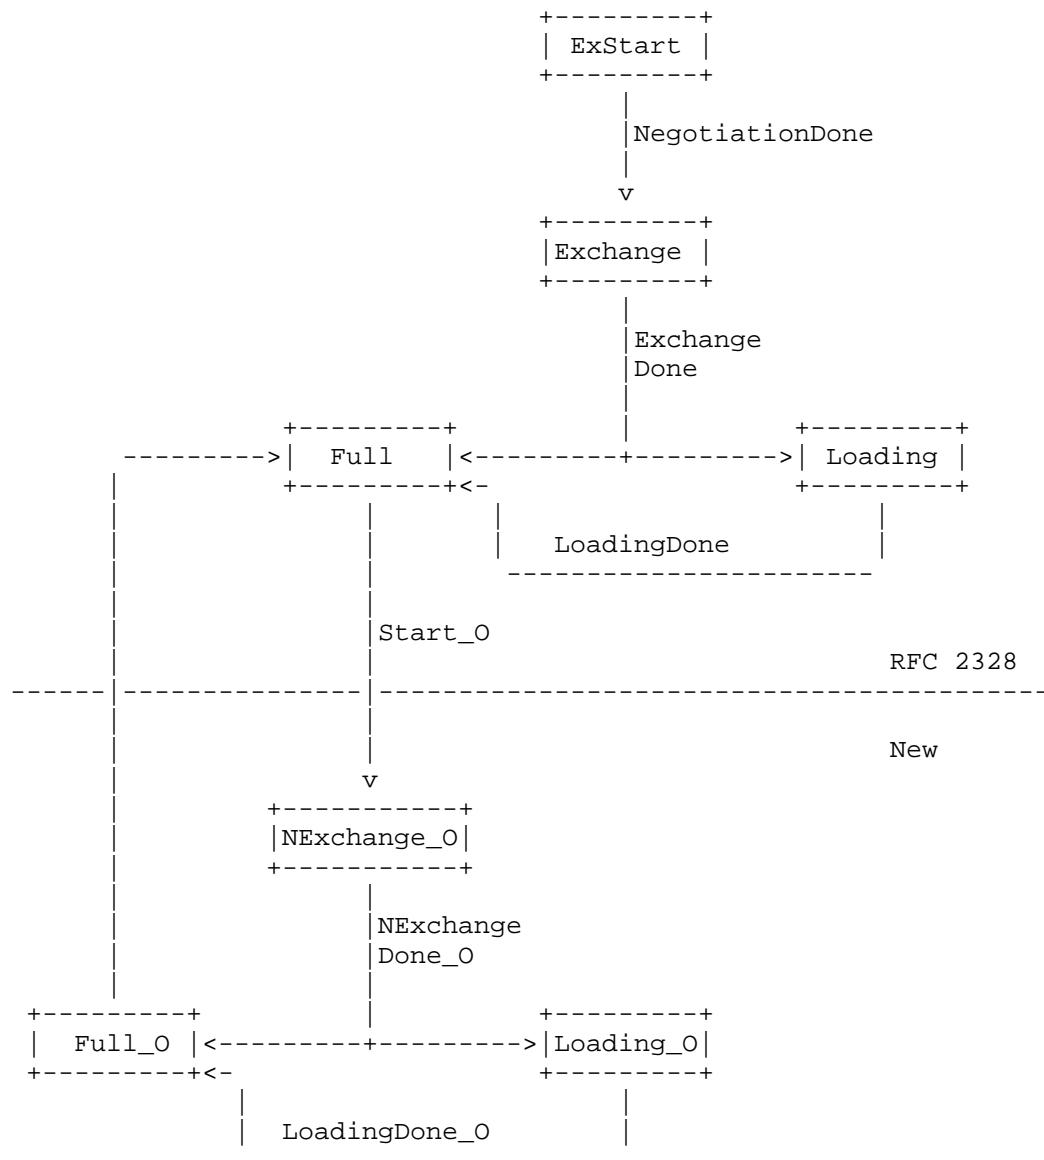 ExStart
NegotiationDone
Exchange
Exchange
Done
Full
Loading
LoadingDone
Start_O
RFC 2328
New
NExchange_O
NExchange
Done_O
Full_O
Loading_O
LoadingDone_O